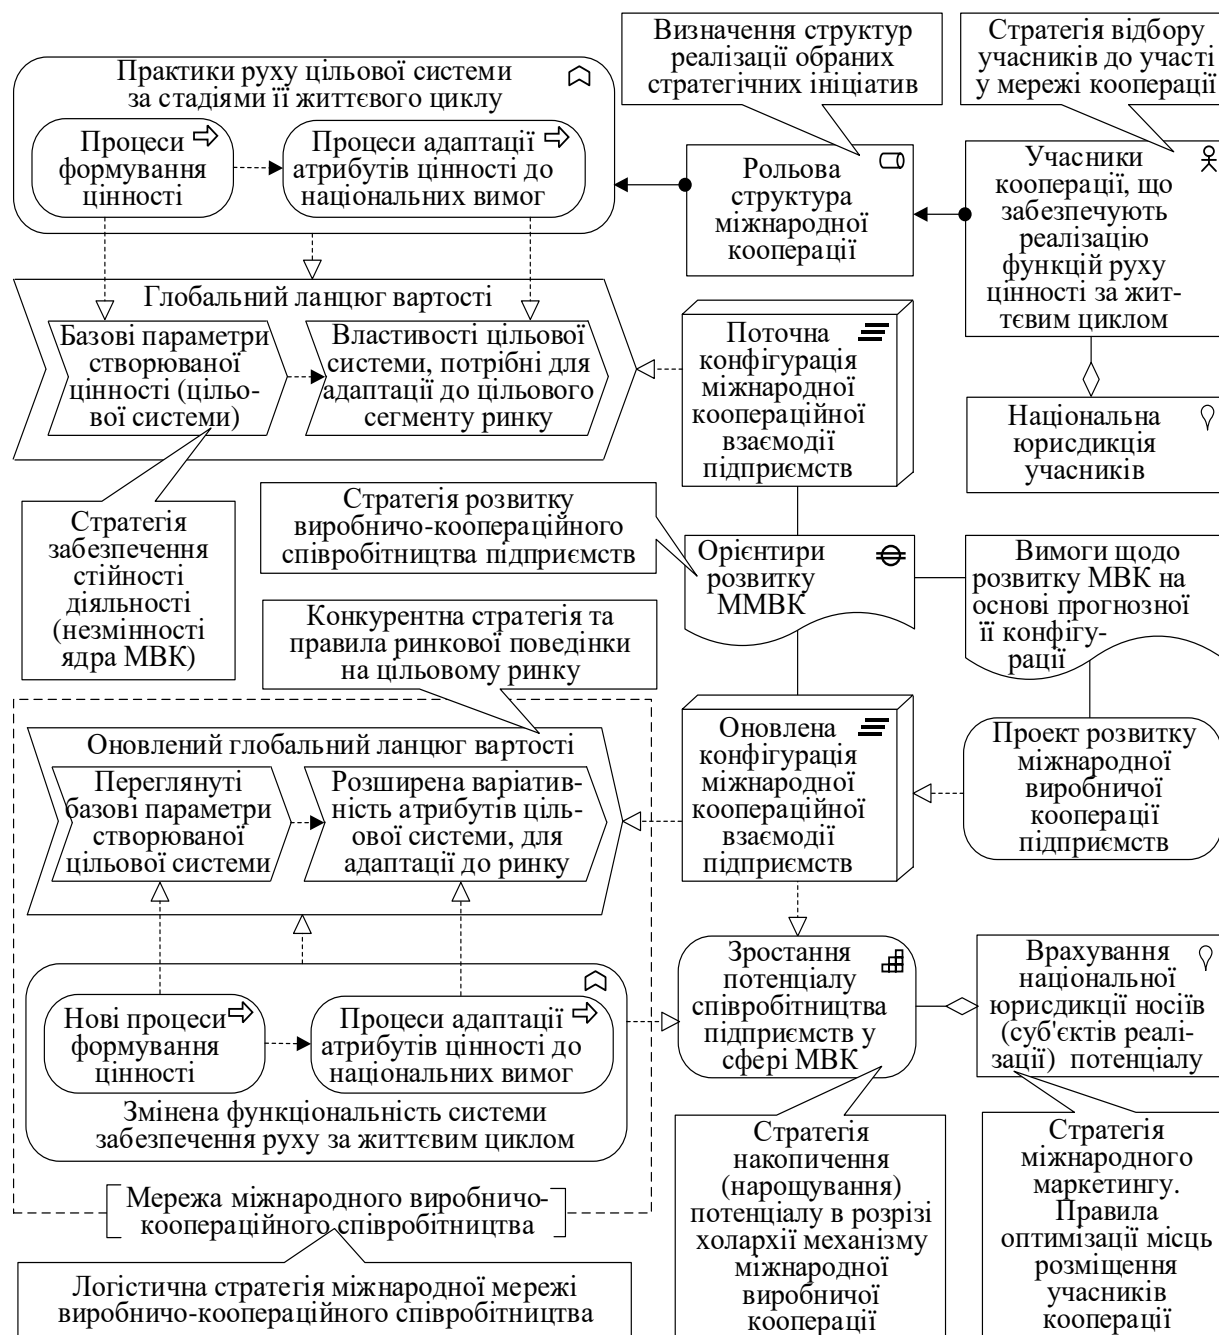 Визначення структур
реалізації обраних
стратегічних ініціатив
Стратегія відбору
учасників до участі
у мережі кооперації
Практики руху цільової системи
за стадіями її життєвого циклу
Процеси
формування
цінності
Процеси адаптації
атрибутів цінності до
національних вимог
Рольова
структура
міжнародної
кооперації
Учасники
кооперації, що
забезпечують
реалізацію
функцій руху
цінності за жит-
тєвим циклом
Глобальний ланцюг вартості
Базові параметри
створюваної
цінності (цільо-
вої системи)
Властивості цільової
системи, потрібні для
адаптації до цільового
сегменту ринку
Поточна
конфігурація
міжнародної
коопераційної
взаємодії
підприємств
Національна
юрисдикція
учасників
Стратегія
забезпечення
стійності
діяльності
(незмінності
ядра МВК)
Стратегія розвитку
виробничо-коопераційного
співробітництва підприємств
Орієнтири
розвитку
ММВК
Вимоги щодо
розвитку МВК на
основі прогнозної
її конфігу-
рації
Конкурентна стратегія та
правила ринкової поведінки
на цільовому ринку
Оновлений глобальний ланцюг вартості
Переглянуті
базові параметри
створюваної
цільової системи
Розширена варіатив-
ність атрибутів ціль-
ової системи, для
адаптації до ринку
Оновлена
конфігурація
міжнародної
коопераційної
взаємодії
підприємств
Проект розвитку
міжнародної
виробничої
кооперації
підприємств
Нові процеси
формування
цінності
Процеси адаптації
атрибутів цінності до
національних вимог
Змінена функціональність системи
забезпечення руху за життєвим циклом
Зростання
потенціалу
співробітництва
підприємств у
сфері МВК
Врахування
національної
юрисдикції носіїв
(суб'єктів реалі-
зації) потенціалу
Мережа міжнародного виробничо-
коопераційного співробітництва
Логістична стратегія міжнародної мережі
виробничо-коопераційного співробітництва
Стратегія
накопичення
(нарощування)
потенціалу в розрізі
холархії механізму
міжнародної
виробничої
кооперації
Стратегія
міжнародного
маркетингу.
Правила
оптимізації місць
розміщення
учасників
кооперації